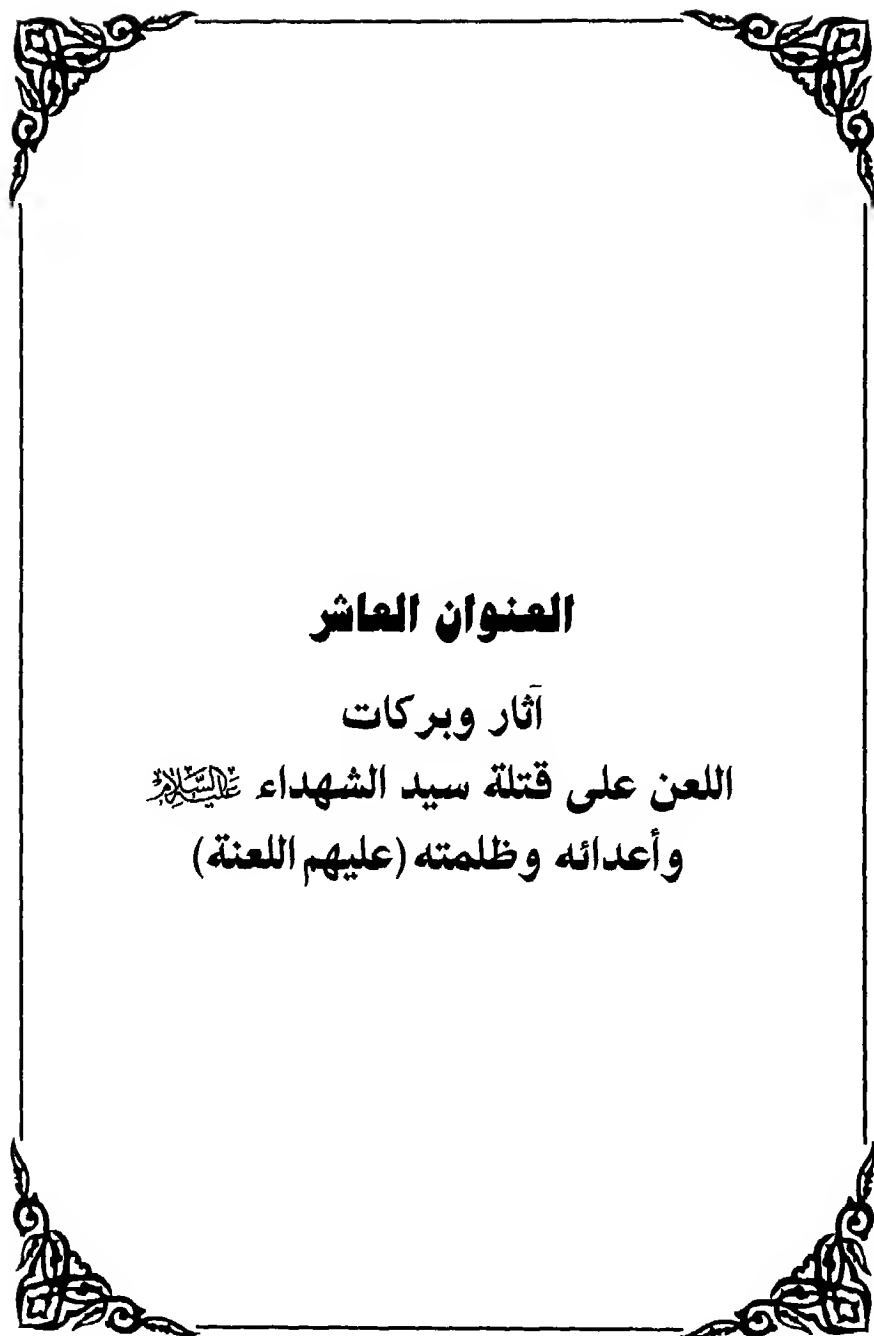 العنوان العاشر
آثار وبركات
اللعن على قتلة سيد الشهداء عليه السلام
وأعدائه وظلمته (عليهم اللعنة)